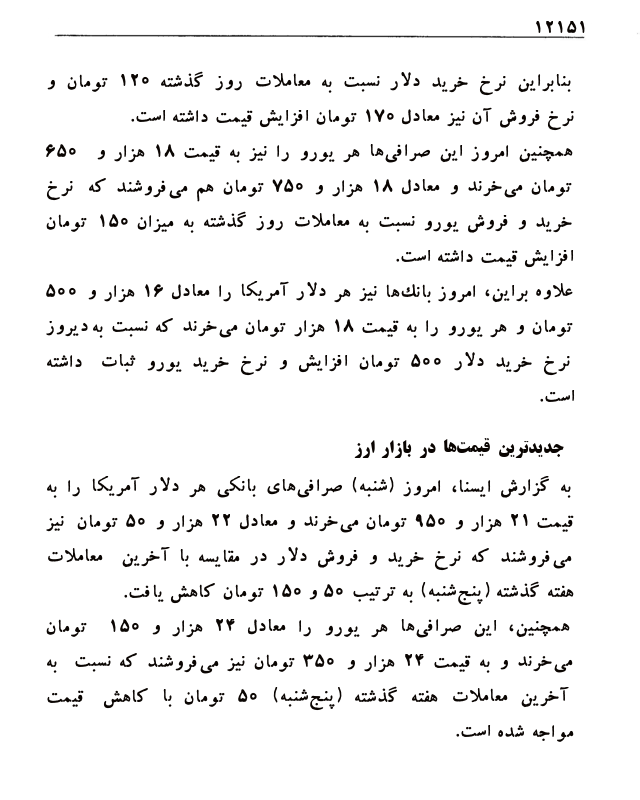 ۱۲۱۵۱
بنابراین نرخ خرید دلار نسبت به معاملات روز گذشته ۱۲۰ تومان و
نرخ فروش آن نیز معادل ۱۷۰ تومان افزایش قیمت داشته است.
همچنین امروز این صرافی‌ها هر یورو را نیز به قیمت ۱۸ هزار و ۶۵۰
تومان می‌خرند و معادل ۱۸ هزار و ۷۵۰ تومان هم می‌فروشند که نرخ
خرید و فروش یورو نسبت به معاملات روز گذشته به میزان ۱۵۰ تومان
افزایش قیمت داشته است.
علاوه براین، امروز بانك‌ها نیز هر دلار آمریکا را معادل ۱۶ هزار و ۵۰۰
تومان و هر یورو را به قیمت ۱۸ هزار تومان می‌خرند که نسبت به دیروز
نرخ خرید دلار ۵۰۰ تومان افزایش و نرخ خرید یورو ثبات داشته
است.
جدیدترین قیمت‌ها در بازار ارز
به گزارش ایسنا، امروز (شنبه) صرافی‌های بانکی هر دلار آمریکا را به
قیمت ۲۱ هزار و ۹۵۰ تومان می‌خرند و معادل ۲۲ هزار و ۵۰ تومان نیز
می‌فروشند که نرخ خرید و فروش دلار در مقایسه با آخرین معاملات
هفته گذشته (پنج‌شنبه) به ترتیب ۵۰ و ۱۵۰ تومان کاهش یافت.
همچنین، این صرافی‌ها هر یورو را معادل ۲۴ هزار و ۱۵۰ تومان
می‌خرند و به قیمت ۲۴ هزار و ۳۵۰ تومان نیز می‌فروشند که نسبت به
آخرین معاملات هفته گذشته (پنج‌شنبه) ۵۰ تومان با کاهش قیمت
مواجه شده است.